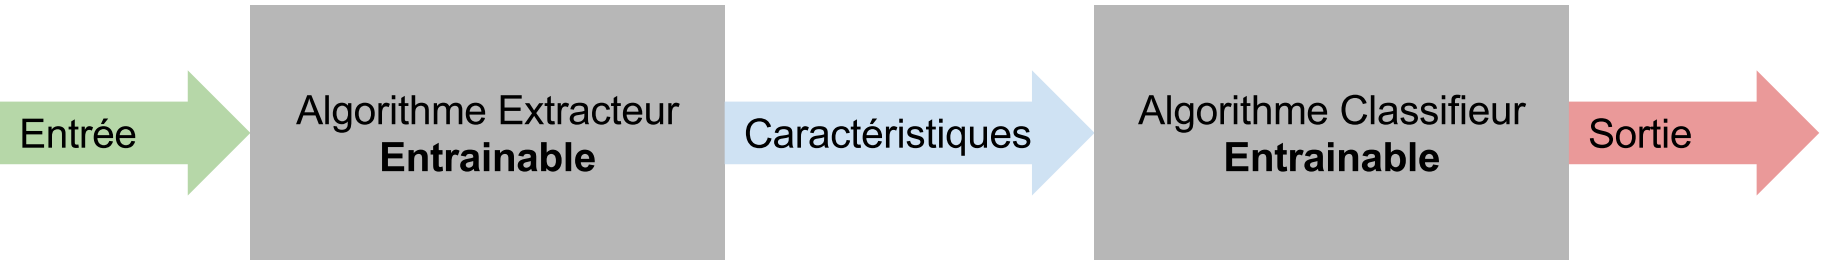 Entrée
Algorithme Extracteur
Entrainable
Caractéristiques
Algorithme Classifieur
Entrainable
Sortie